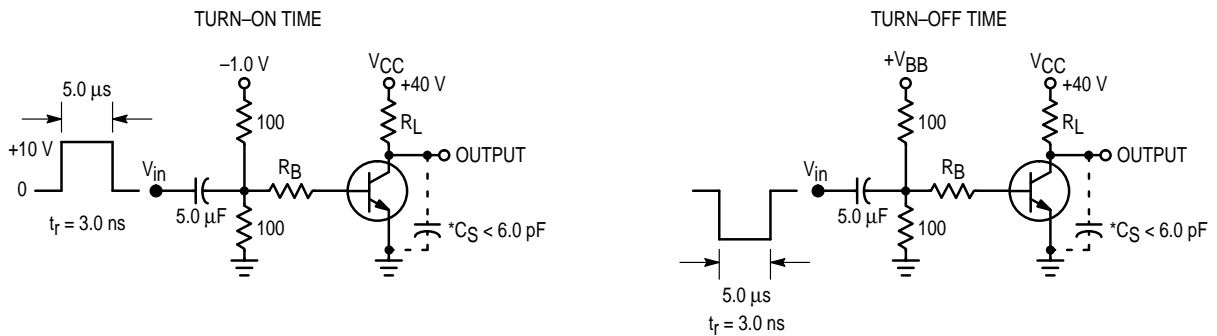 TURN–ON TIME
–1.0 V
VCC
+40 V
5.0 μs
100
RL
+10 V
OUTPUT
Vin
RB
0
5.0 μF
tr = 3.0 ns
100
*CS < 6.0 pF
TURN–OFF TIME
+VBB
VCC
+40 V
100
RL
OUTPUT
Vin
RB
5.0 μF
100
*CS < 6.0 pF
5.0 μs
tr = 3.0 ns